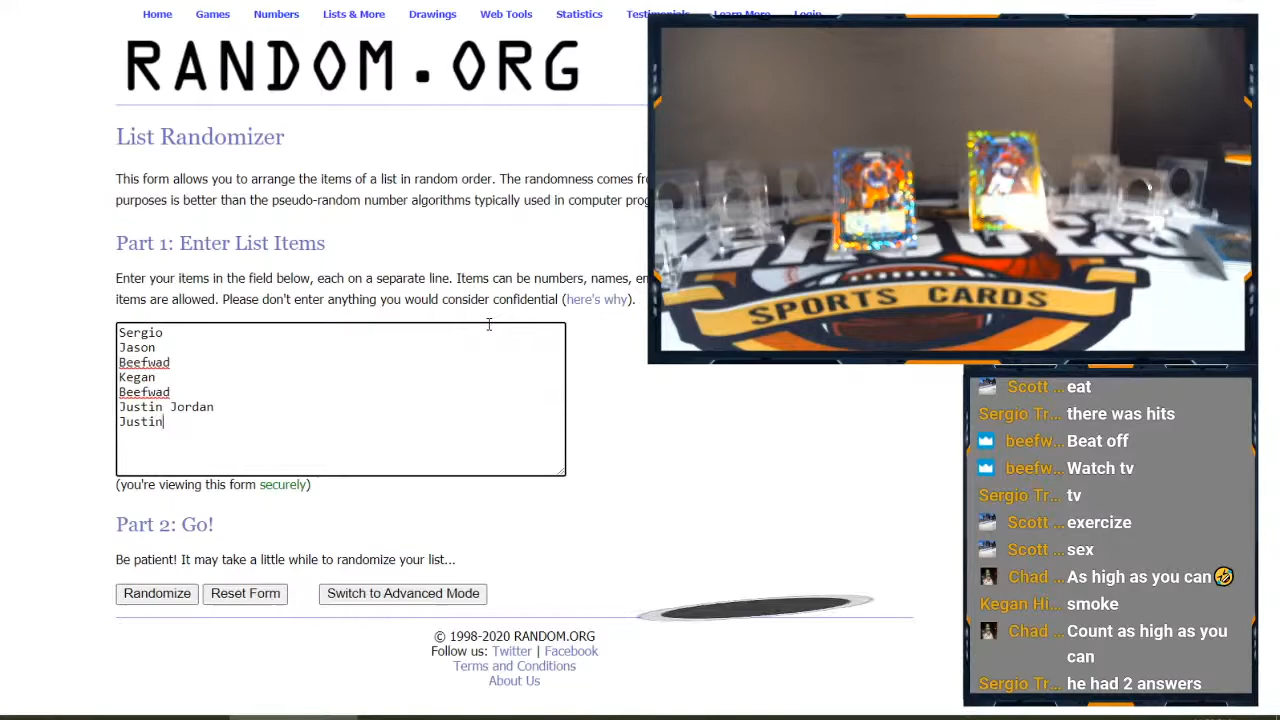 Home Games Numbers Lists & More Drawings Web Tools Statistics Testimonials Learn More Login
RANDOM.ORG
List Randomizer
This form allows you to arrange the items of a list in random order. The randomness comes
purposes is better than the pseudo-random number algorithms typically used in computer
Part 1: Enter List Items
Enter your items in the field below, each on a separate line. Items can be numbers, names,
items are allowed. Please don't enter anything you would consider confidential (here's why).
Sergio
Jason
Beefwad
Kegan
Beefwad
Justin Jordan
Justin
(you're viewing this form securely)
Part 2: Go!
Be patient! It may take a little while to randomize your list...
Randomize Reset Form Switch to Advanced Mode
© 1998-2020 RANDOM.ORG
Follow us: Twitter | Facebook
Terms and Conditions
About Us
SPORTS CARDS
Scott ... eat
Sergio Tr... there was hits
beefw... Beat off
beefw... Watch tv
Sergio Tr... tv
Scott ... exercize
Scott ... sex
Chad ... As high as you can🤣
Kegan Hi... smoke
Chad ... Count as high as you
can
Sergio Tr... he had 2 answers